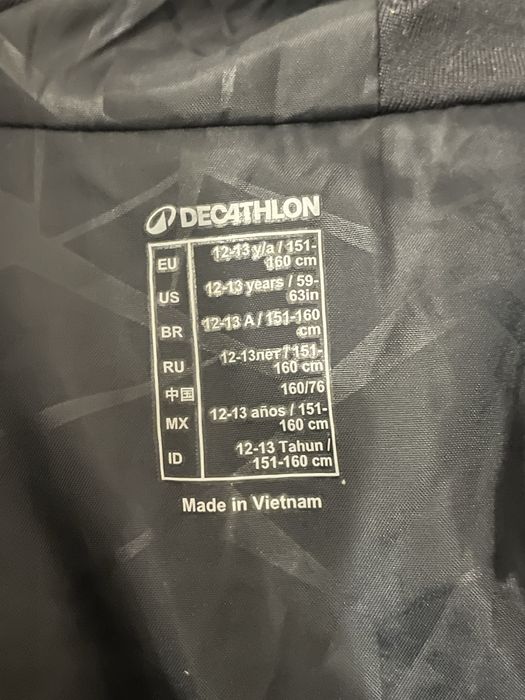 DECATHLON
EU 12-13 y/a / 151-
160 cm
US 12-13 years / 59-
63in
BR 12-13 A / 151-160
cm
RU 12-13лет / 151-
160 cm
中国 160/76
MX 12-13 años / 151-
160 cm
ID 12-13 Tahun /
151-160 cm
Made in Vietnam